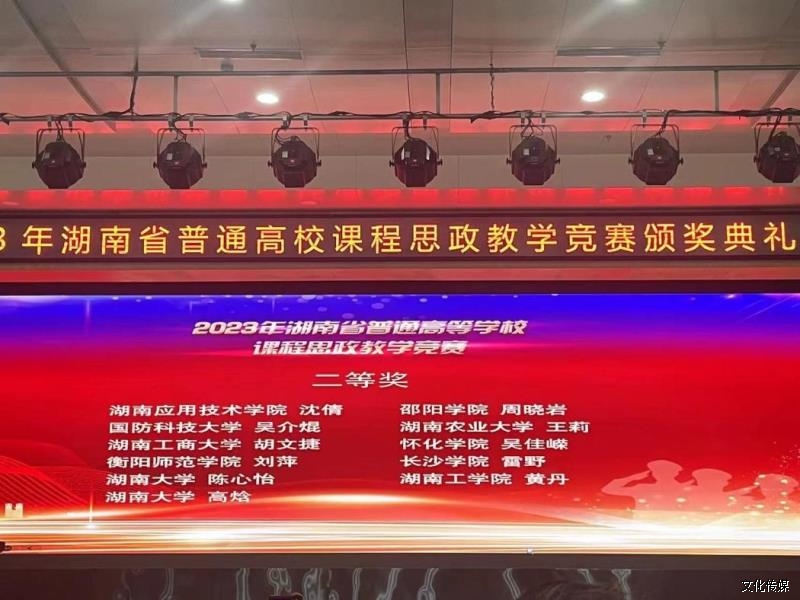 3 年湖南省普通高校课程思政教学竞赛颁奖典礼
2023年湖南省普通高等学校
课程思政教学竞赛
二等奖
湖南应用技术学院 沈倩
国防科技大学 吴介焜
湖南工商大学 胡文捷
衡阳师范学院 刘萍
湖南大学 陈心怡
湖南大学 高焓
邵阳学院 周晓岩
湖南农业大学 王莉
怀化学院 吴佳嵘
长沙学院 雷野
湖南工学院 黄丹
文化传媒